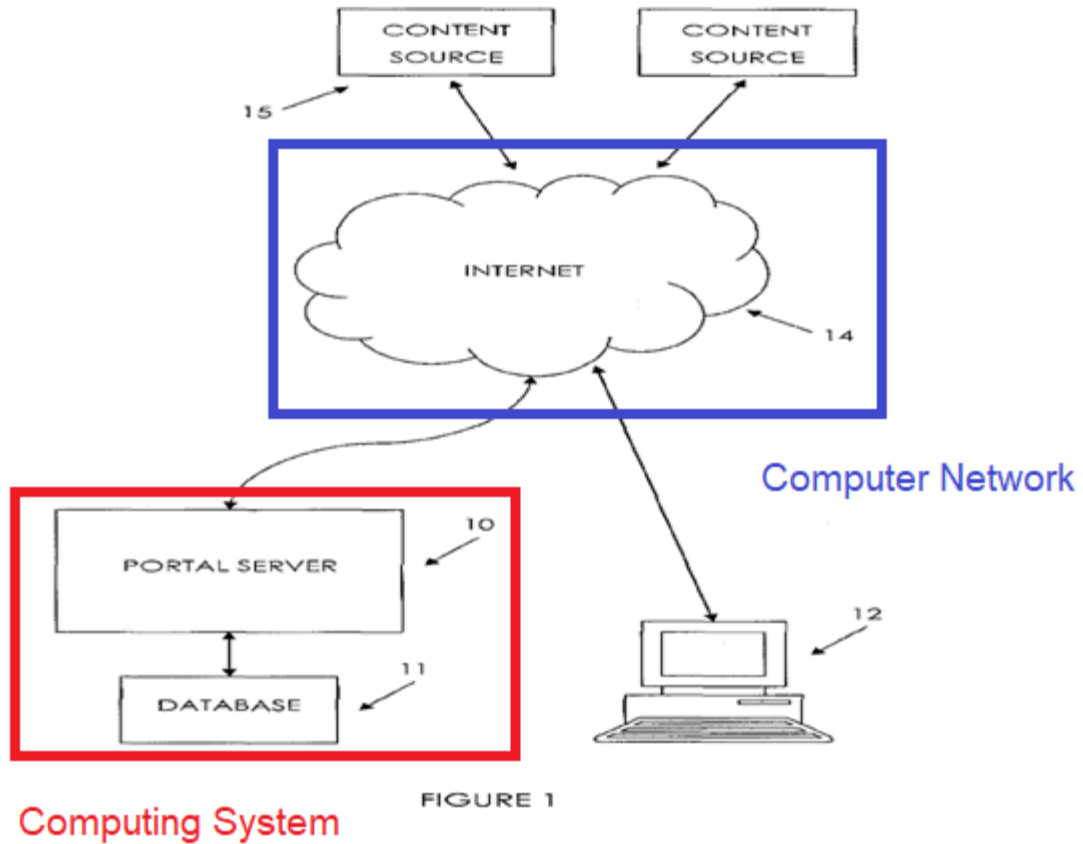 CONTENT
SOURCE
CONTENT
SOURCE
15
INTERNET
14
Computer Network
10
PORTAL SERVER
12
11
DATABASE
FIGURE 1
Computing System